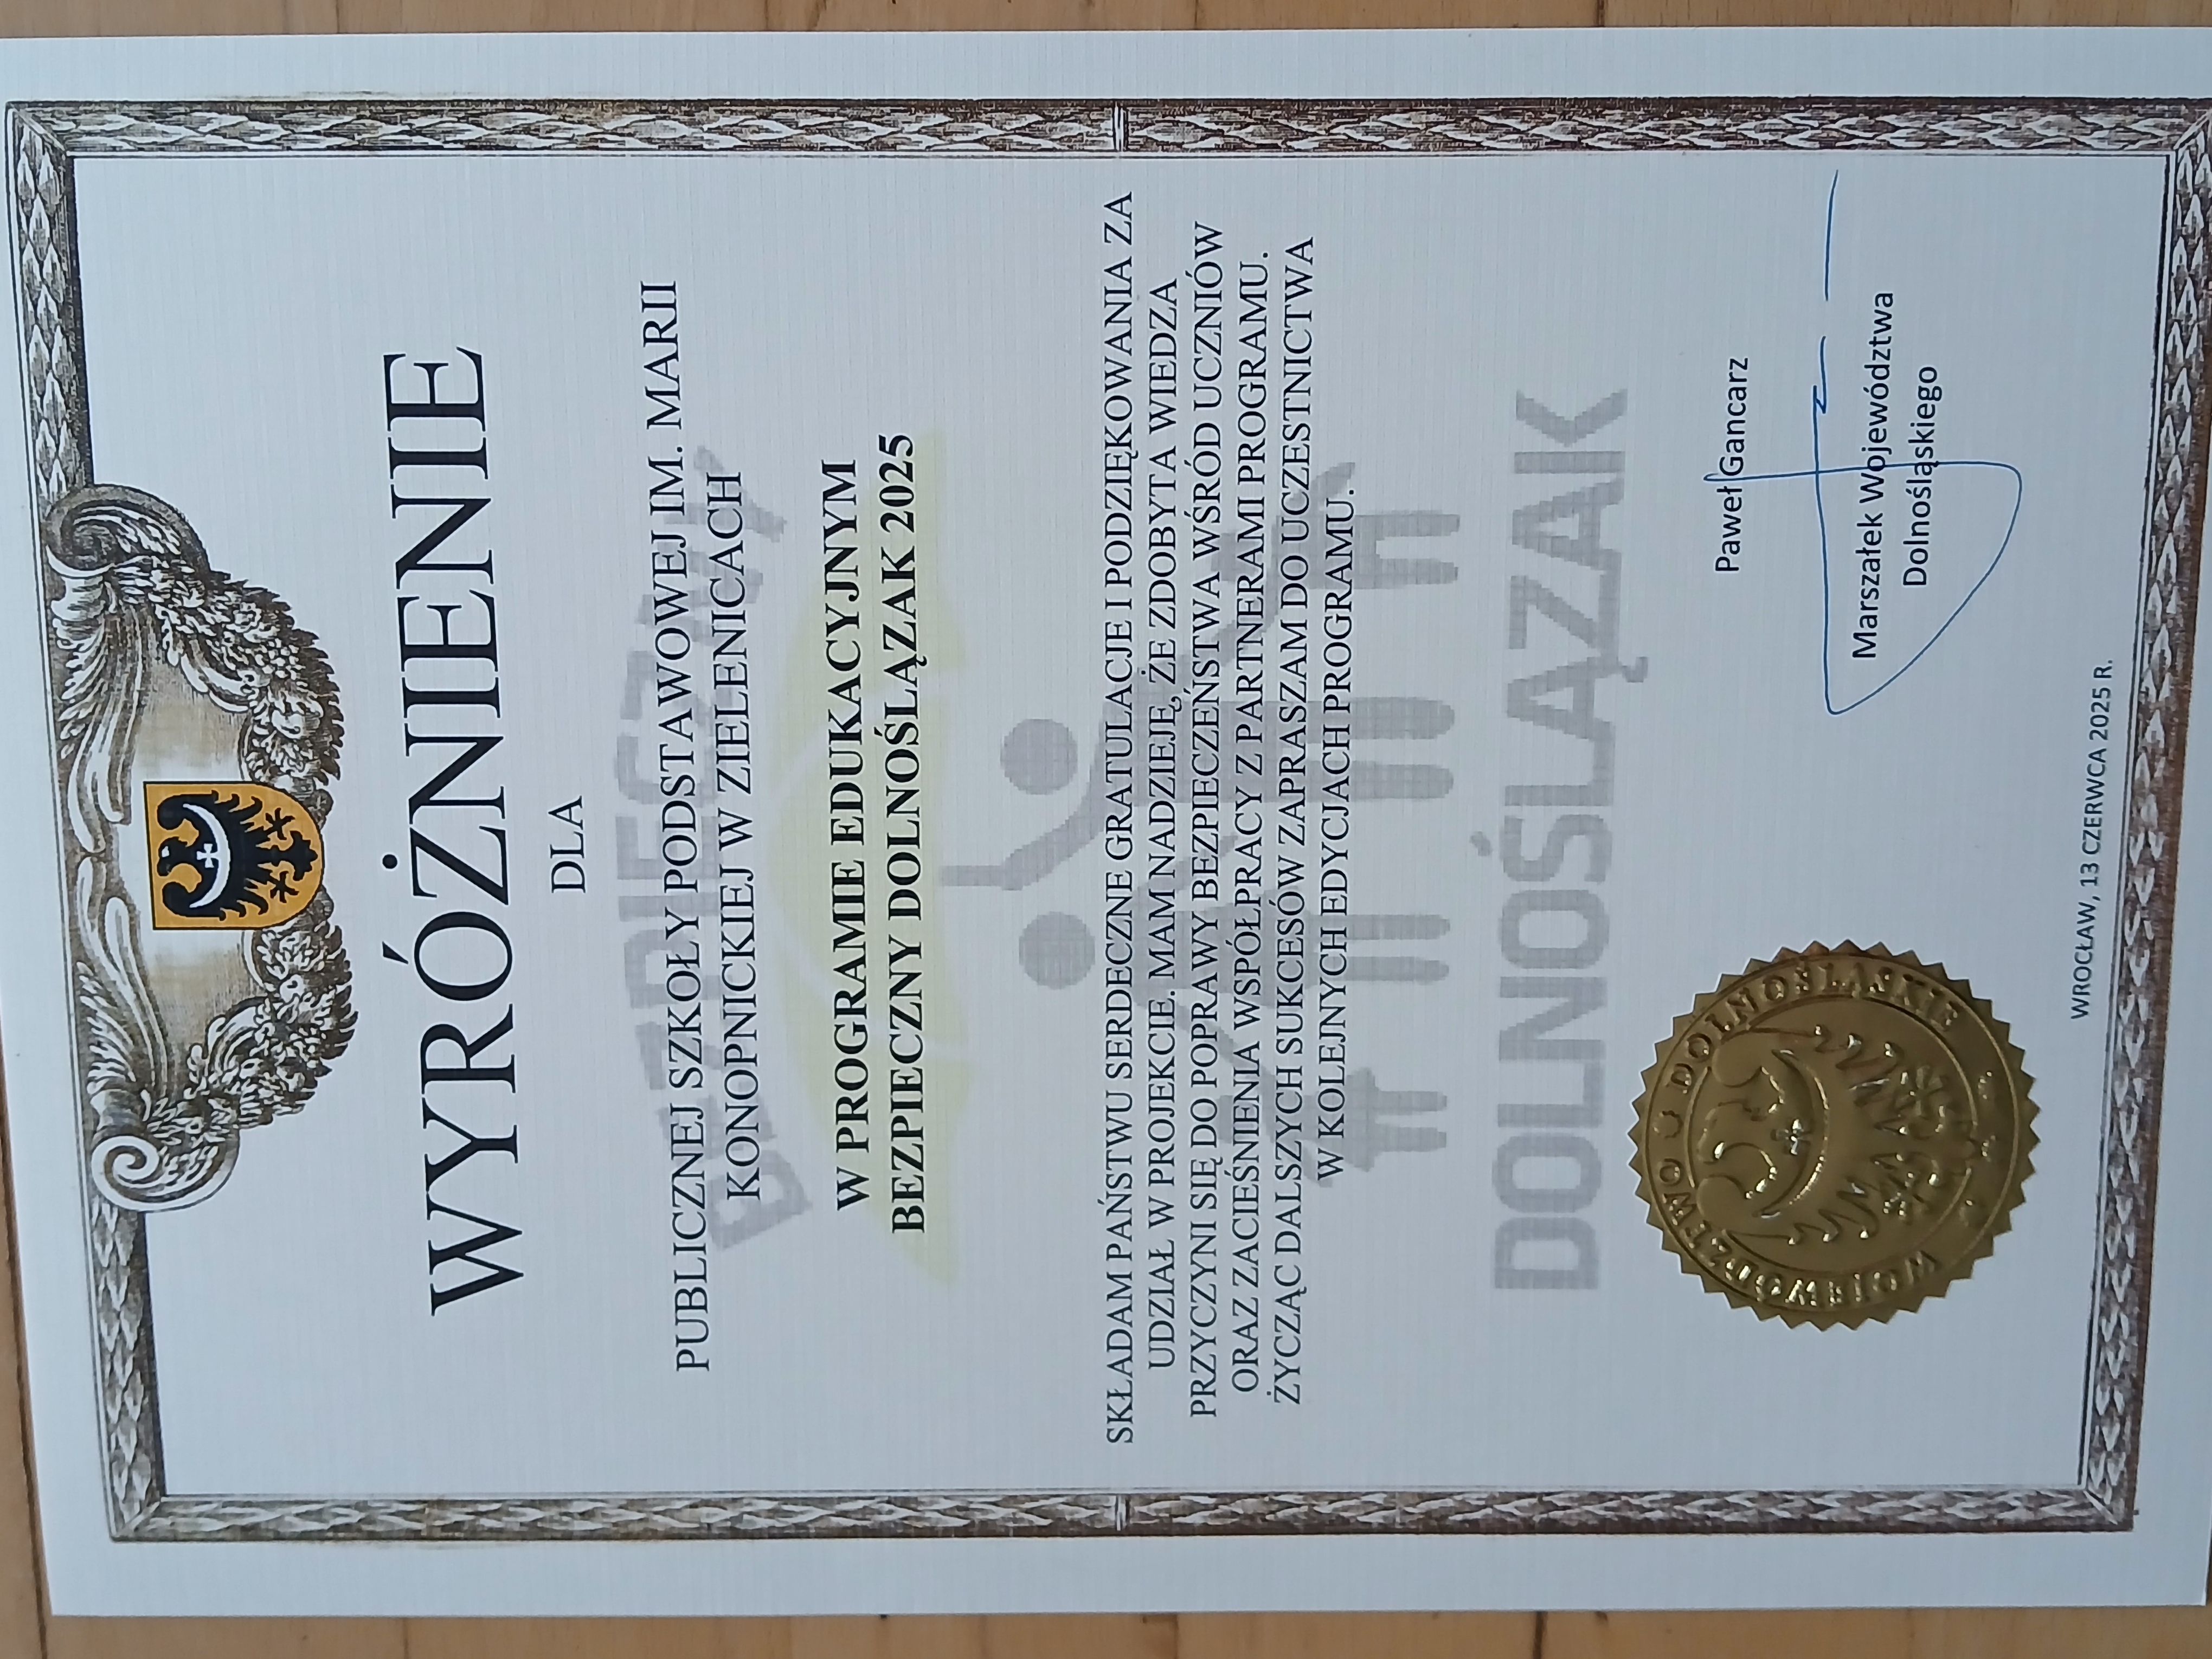 WYRÓŻNIENIE
DLA
PUBLICZNEJ SZKOŁY PODSTAWOWEJ IM. MARII
KONOPNICKIEJ W ZIELENICACH
BEZPIECZNY
W PROGRAMIE EDUKACYJNYM
BEZPIECZNY DOLNOŚLĄZAK 2025
SKŁADAM PAŃSTWU SERDECZNE GRATULACJE I PODZIĘKOWANIA ZA
UDZIAŁ W PROJEKCIE. MAM NADZIEJĘ, ŻE ZDOBYTA WIEDZA
PRZYCZYNI SIĘ DO POPRAWY BEZPIECZEŃSTWA WŚRÓD UCZNIÓW
ORAZ ZACIEŚNIENIA WSPÓŁPRACY Z PARTNERAMI PROGRAMU.
ŻYCZĄC DALSZYCH SUKCESÓW ZAPRASZAM DO UCZESTNICTWA
W KOLEJNYCH EDYCJACH PROGRAMU.
DOLNOŚLĄZAK
Paweł Gancarz
Marszałek Województwa
Dolnośląskiego
WOJEWÓDZTWO DOLNOŚLĄSKIE
WROCŁAW, 13 CZERWCA 2025 R.